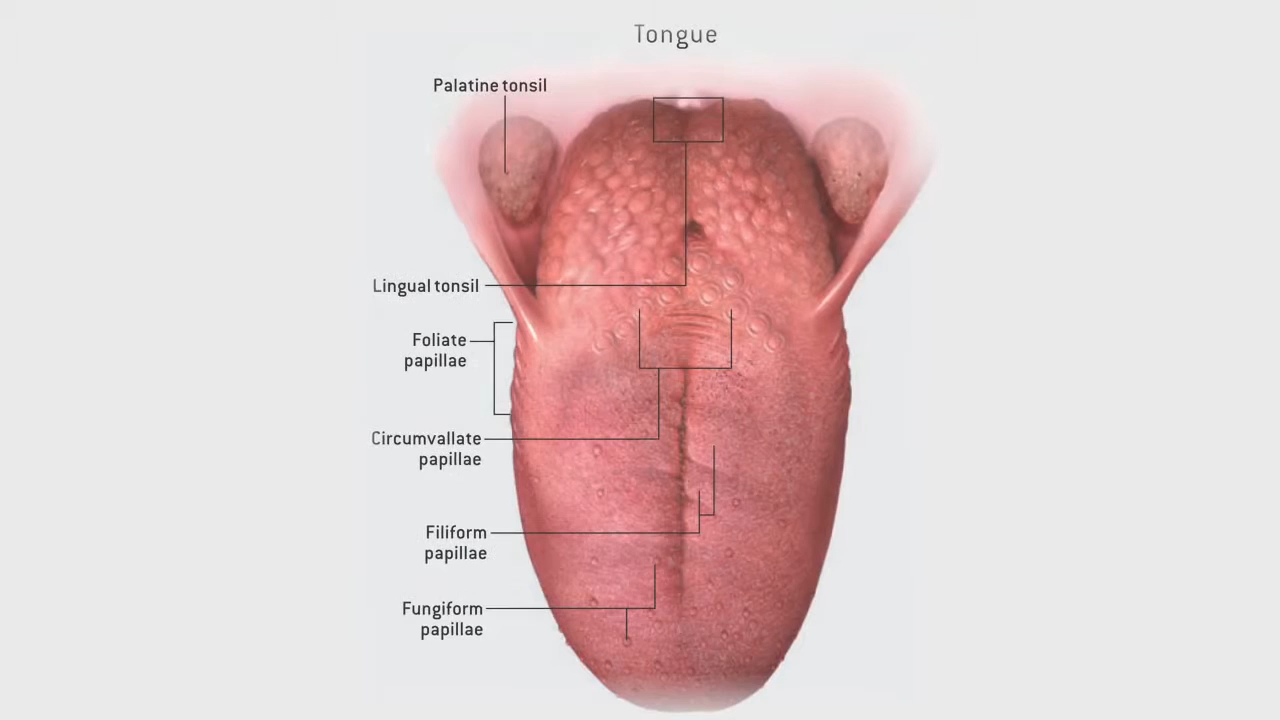 Tongue
Palatine tonsil
Lingual tonsil
Foliate
papillae
Circumvallate
papillae
Filiform
papillae
Fungiform
papillae